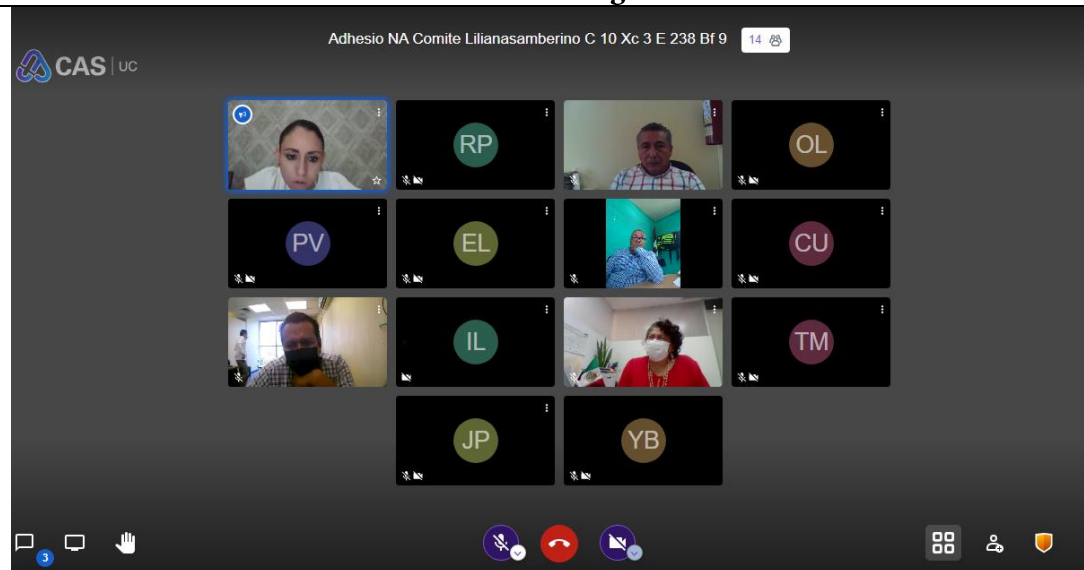 Adhesio NA Comite Lilianasamberino C 10 Xc 3 E 238 Bf 9 14
CAS | UC
RP
OL
PV
EL
CU
IL
TM
JP
YB
3